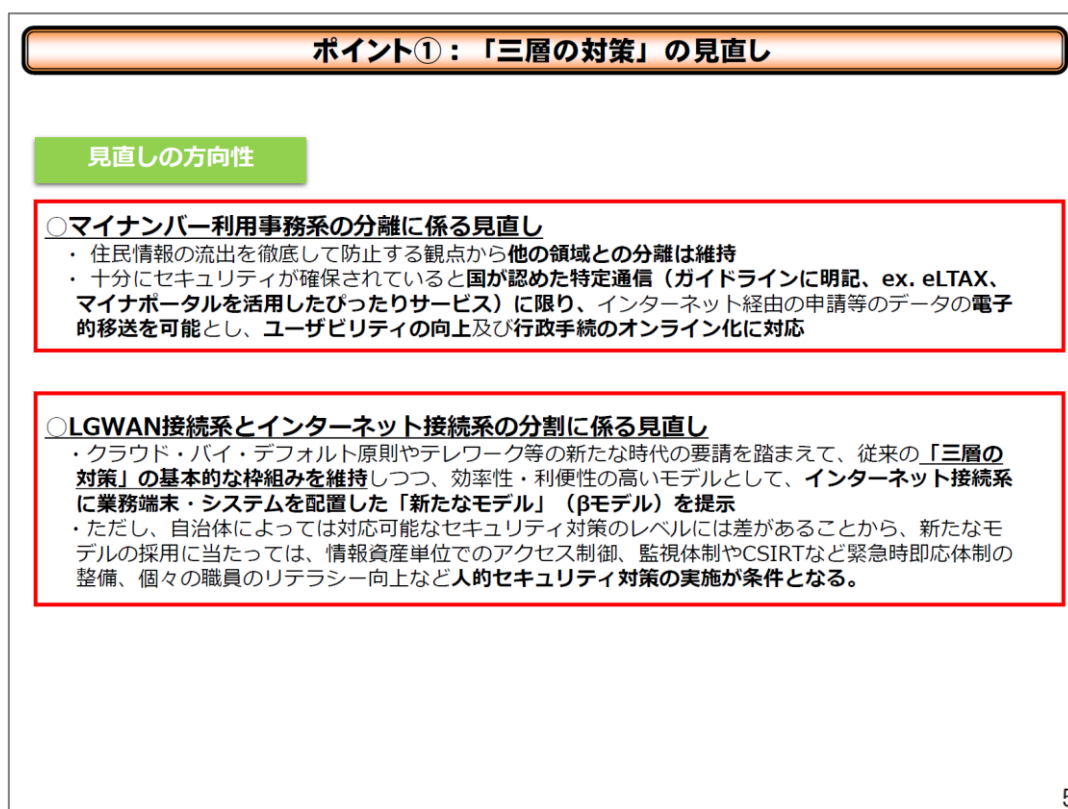 ポイント①:「三層の対策」の見直し
見直しの方向性
○マイナンバー利用事務系の分離に係る見直し
・ 住民情報の流出を徹底して防止する観点から他の領域との分離は維持
・ 十分にセキュリティが確保されていると国が認めた特定通信（ガイドラインに明記、ex. eLTAX、
マイナポータルを活用したぴったりサービス）に限り、インターネット経由の申請等のデータの電子
的移送を可能とし、ユーザビリティの向上及び行政手続のオンライン化に対応
○LGWAN接続系とインターネット接続系の分割に係る見直し
・クラウド・バイ・デフォルト原則やテレワーク等の新たな時代の要請を踏まえて、従来の「三層の
対策」の基本的な枠組みを維持しつつ、効率性・利便性の高いモデルとして、インターネット接続系
に業務端末・システムを配置した「新たなモデル」（βモデル）を提示
・ただし、自治体によっては対応可能なセキュリティ対策のレベルには差があることから、新たなモ
デルの採用に当たっては、情報資産単位でのアクセス制御、監視体制やCSIRTなど緊急時即応体制の
整備、個々の職員のリテラシー向上など人的セキュリティ対策の実施が条件となる。
5